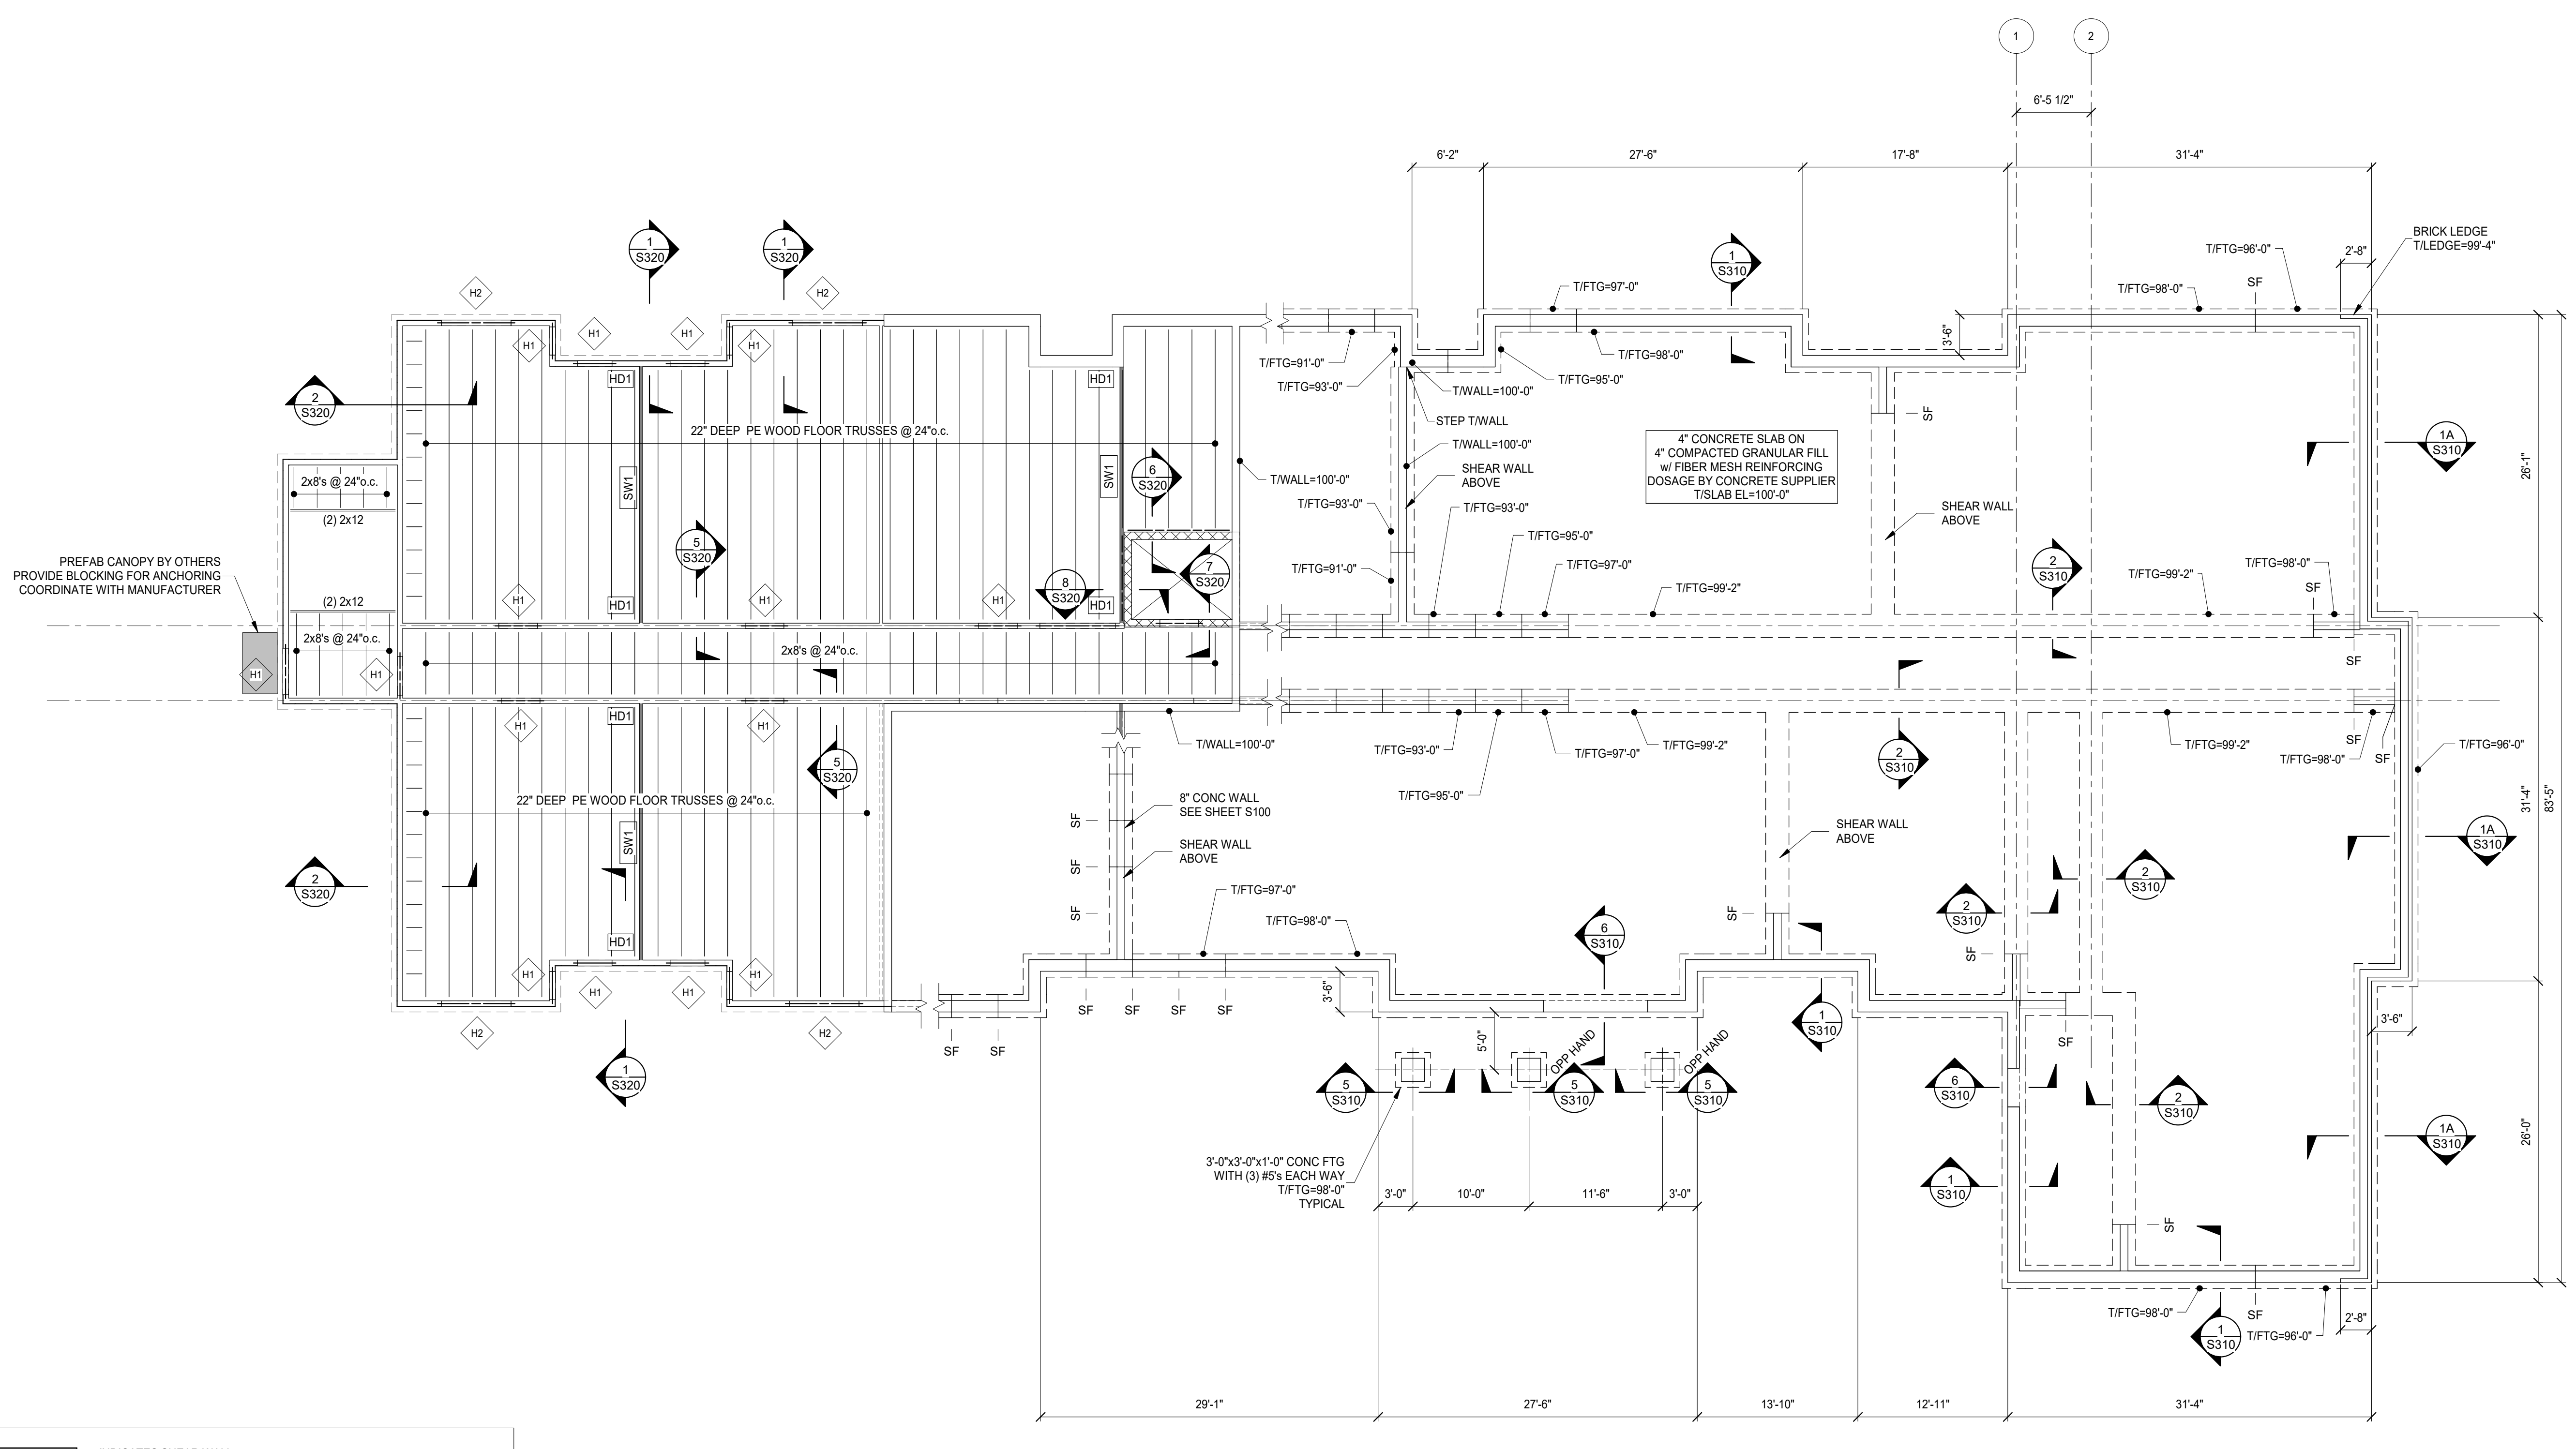 1
2
6'-5 1/2"
6'-2"
27'-6"
17'-8"
31'-4"
BRICK LEDGE
T/LEDGE=99'-4"
2'-8"
T/FTG=96'-0"
SF
T/FTG=98'-0"
1
S320
1
S320
1
S310
H2
H2
T/FTG=97'-0"
3'-6"
H1
H1
H1
H1
T/FTG=91'-0"
T/FTG=98'-0"
T/FTG=93'-0"
T/FTG=95'-0"
T/WALL=100'-0"
HD1
HD1
2
S320
STEP T/WALL
SF
22" DEEP PE WOOD FLOOR TRUSSES @ 24"o.c.
T/WALL=100'-0"
4" CONCRETE SLAB ON
4" COMPACTED GRANULAR FILL
w/ FIBER MESH REINFORCING
DOSAGE BY CONCRETE SUPPLIER
T/SLAB EL=100'-0"
1A
S310
26'-1"
SHEAR WALL
ABOVE
6
S320
T/WALL=100'-0"
SW1
SW1
2x8's @ 24"o.c.
(2) 2x12
T/FTG=93'-0"
T/FTG=93'-0"
SHEAR WALL
ABOVE
T/FTG=95'-0"
5
S320
PREFAB CANOPY BY OTHERS
PROVIDE BLOCKING FOR ANCHORING
COORDINATE WITH MANUFACTURER
7
S320
8
S320
T/FTG=91'-0"
T/FTG=97'-0"
T/FTG=99'-2"
2
S310
T/FTG=99'-2"
T/FTG=98'-0"
SF
(2) 2x12
H1
H1
H1
HD1
HD1
2x8's @ 24"o.c.
2x8's @ 24"o.c.
SF
H1
H1
HD1
H1
H1
T/WALL=100'-0"
T/FTG=93'-0"
T/FTG=97'-0"
T/FTG=99'-2"
T/FTG=95'-0"
2
S310
T/FTG=99'-2"
T/FTG=98'-0"
SF
SF
T/FTG=96'-0"
5
S320
22" DEEP PE WOOD FLOOR TRUSSES @ 24"o.c.
8" CONC WALL
SEE SHEET S100
SF
SHEAR WALL
ABOVE
SF
SF
SW1
SHEAR WALL
ABOVE
31'-4"
83'-5"
1A
S310
2
S320
T/FTG=97'-0"
T/FTG=98'-0"
2
S310
2
S310
SF
6
S310
SF
HD1
H1
H1
H1
H1
H2
H2
SF
SF
SF
SF
SF
SF
3'-6"
5'-0"
1
S310
3'-6"
SF
1
S320
5
S310
OPP HAND
5
S310
OPP HAND
5
S310
6
S310
2
S310
1A
S310
26'-0"
3'-0"x3'-0"x1'-0" CONC FTG
WITH (3) #5's EACH WAY
T/FTG=98'-0"
TYPICAL
3'-0"
10'-0"
11'-6"
3'-0"
1
S310
SF
T/FTG=98'-0"
SF
T/FTG=96'-0"
2'-8"
1
S310
29'-1"
27'-6"
13'-10"
12'-11"
31'-4"